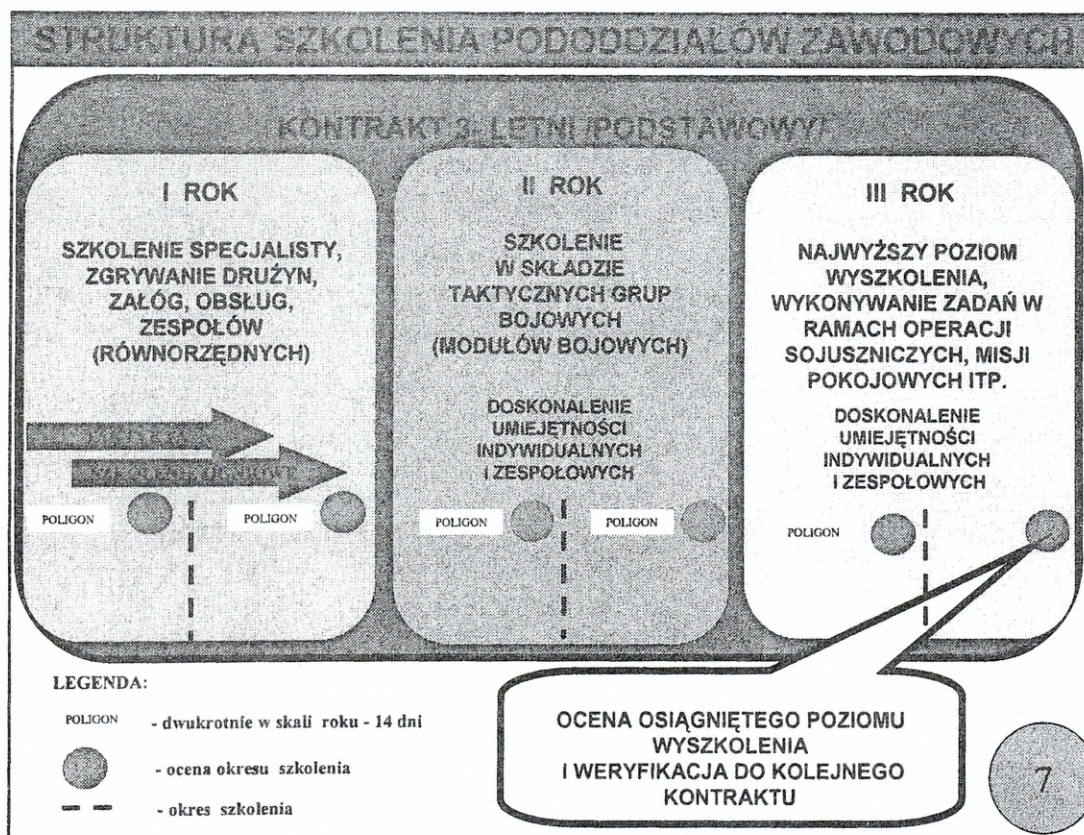 STRUKTURA SZKOLENIA PODODDZIAŁÓW ZAWODOWYCH
KONTRAKT 3- LETNI /PODSTAWOWY/
I ROK
SZKOLENIE SPECJALISTY,
ZGRYWANIE DRUŻYN,
ZAŁÓG, OBSŁUG,
ZESPOŁÓW
(RÓWNORZĘDNYCH)
SZKOLENIE OGNIOWE
POLIGON
POLIGON
II ROK
SZKOLENIE
W SKŁADZIE
TAKTYCZNYCH GRUP
BOJOWYCH
(MODUŁÓW BOJOWYCH)
DOSKONALENIE
UMIEJĘTNOŚCI
INDYWIDUALNYCH
I ZESPOŁOWYCH
POLIGON
POLIGON
III ROK
NAJWYŻSZY POZIOM
WYSZKOLENIA,
WYKONYWANIE ZADAŃ W
RAMACH OPERACJI
SOJUSZNICZYCH, MISJI
POKOJOWYCH ITP.
DOSKONALENIE
UMIEJĘTNOŚCI
INDYWIDUALNYCH
I ZESPOŁOWYCH
POLIGON
OCENA OSIĄGNIĘTEGO POZIOMU
WYSZKOLENIA
I WERYFIKACJA DO KOLEJNEGO
KONTRAKTU
LEGENDA:
POLIGON - dwukrotnie w skali roku - 14 dni
- ocena okresu szkolenia
- okres szkolenia
7